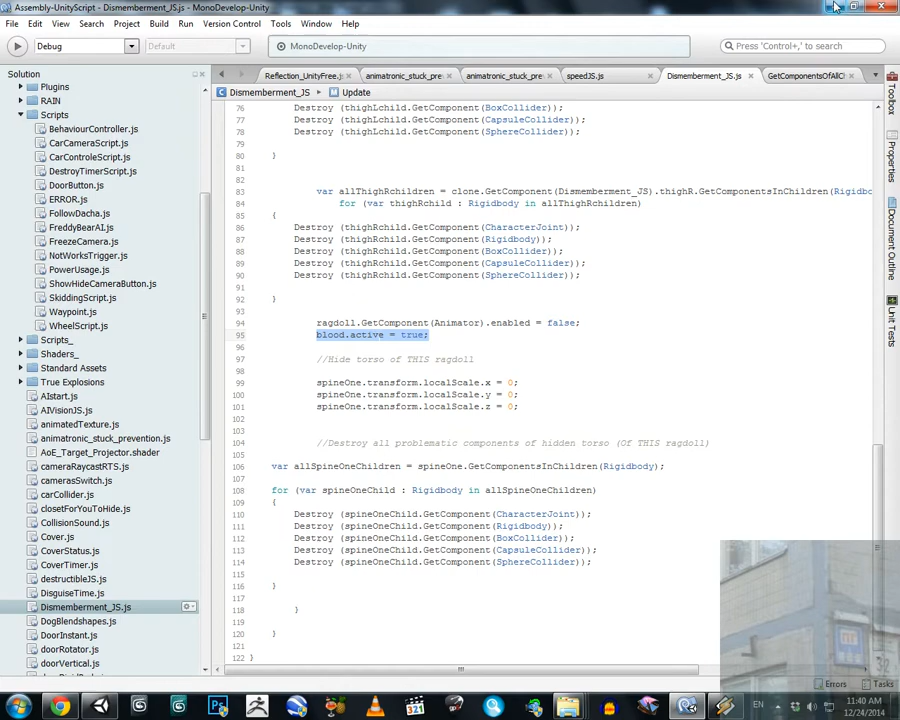 Assembly-UnityScript - Dismemberment_JS.js - MonoDevelop-Unity
File Edit View Search Project Build Run Version Control Tools Window Help
Debug Default MonoDevelop-Unity Press 'Control+,' to search
Solution
Reflection_UnityFree.js animatronic_stuck_pre animatronic_stuck_pre speedJS.js Dismemberment_JS.js GetComponentsOfAllC
Dismemberment_JS Update
Plugins
RAIN
Scripts
BehaviourController.js
CarCameraScript.js
CarControleScript.js
DestroyTimerScript.js
DoorButton.js
ERROR.js
FollowDacha.js
FreddyBearAI.js
FreezeCamera.js
NotWorksTrigger.js
PowerUsage.js
ShowHideCameraButton.js
SkiddingScript.js
Waypoint.js
WheelScript.js
Scripts_
Shaders_
Standard Assets
True Explosions
AIstart.js
AIVisionJS.js
animatedTexture.js
animatronic_stuck_prevention.js
AoE_Target_Projector.shader
cameraRaycastRTS.js
camerasSwitch.js
carCollider.js
closetForYouToHide.js
CollisionSound.js
Cover.js
CoverStatus.js
CoverTimer.js
destructibleJS.js
DisguiseTime.js
Dismemberment_JS.js
DogBlendshapes.js
DoorInstant.js
doorRotator.js
doorVertical.js
76 Destroy (thighLchild.GetComponent(BoxCollider));
77 Destroy (thighLchild.GetComponent(CapsuleCollider));
78 Destroy (thighLchild.GetComponent(SphereCollider));
79
80 }
81
82
83 var allThighRchildren = clone.GetComponent(Dismemberment_JS).thighR.GetComponentsInChildren(Rigidbo
84 for (var thighRchild : Rigidbody in allThighRchildren)
85 {
86 Destroy (thighRchild.GetComponent(CharacterJoint));
87 Destroy (thighRchild.GetComponent(Rigidbody));
88 Destroy (thighRchild.GetComponent(BoxCollider));
89 Destroy (thighRchild.GetComponent(CapsuleCollider));
90 Destroy (thighRchild.GetComponent(SphereCollider));
91
92 }
93
94 ragdoll.GetComponent(Animator).enabled = false;
95 blood.active = true;
96
97 //Hide torso of THIS ragdoll
98
99 spineOne.transform.localScale.x = 0;
100 spineOne.transform.localScale.y = 0;
101 spineOne.transform.localScale.z = 0;
102
103
104 //Destroy all problematic components of hidden torso (Of THIS ragdoll)
105
106 var allSpineOneChildren = spineOne.GetComponentsInChildren(Rigidbody);
107
108 for (var spineOneChild : Rigidbody in allSpineOneChildren)
109 {
110 Destroy (spineOneChild.GetComponent(CharacterJoint));
111 Destroy (spineOneChild.GetComponent(Rigidbody));
112 Destroy (spineOneChild.GetComponent(BoxCollider));
113 Destroy (spineOneChild.GetComponent(CapsuleCollider));
114 Destroy (spineOneChild.GetComponent(SphereCollider));
115
116 }
117
118 }
119
120 }
121
122 }
Toolbox
Properties
Document Outline
Unit Tests
Errors Tasks
321
EN 11:40 AM
12/24/2014
32